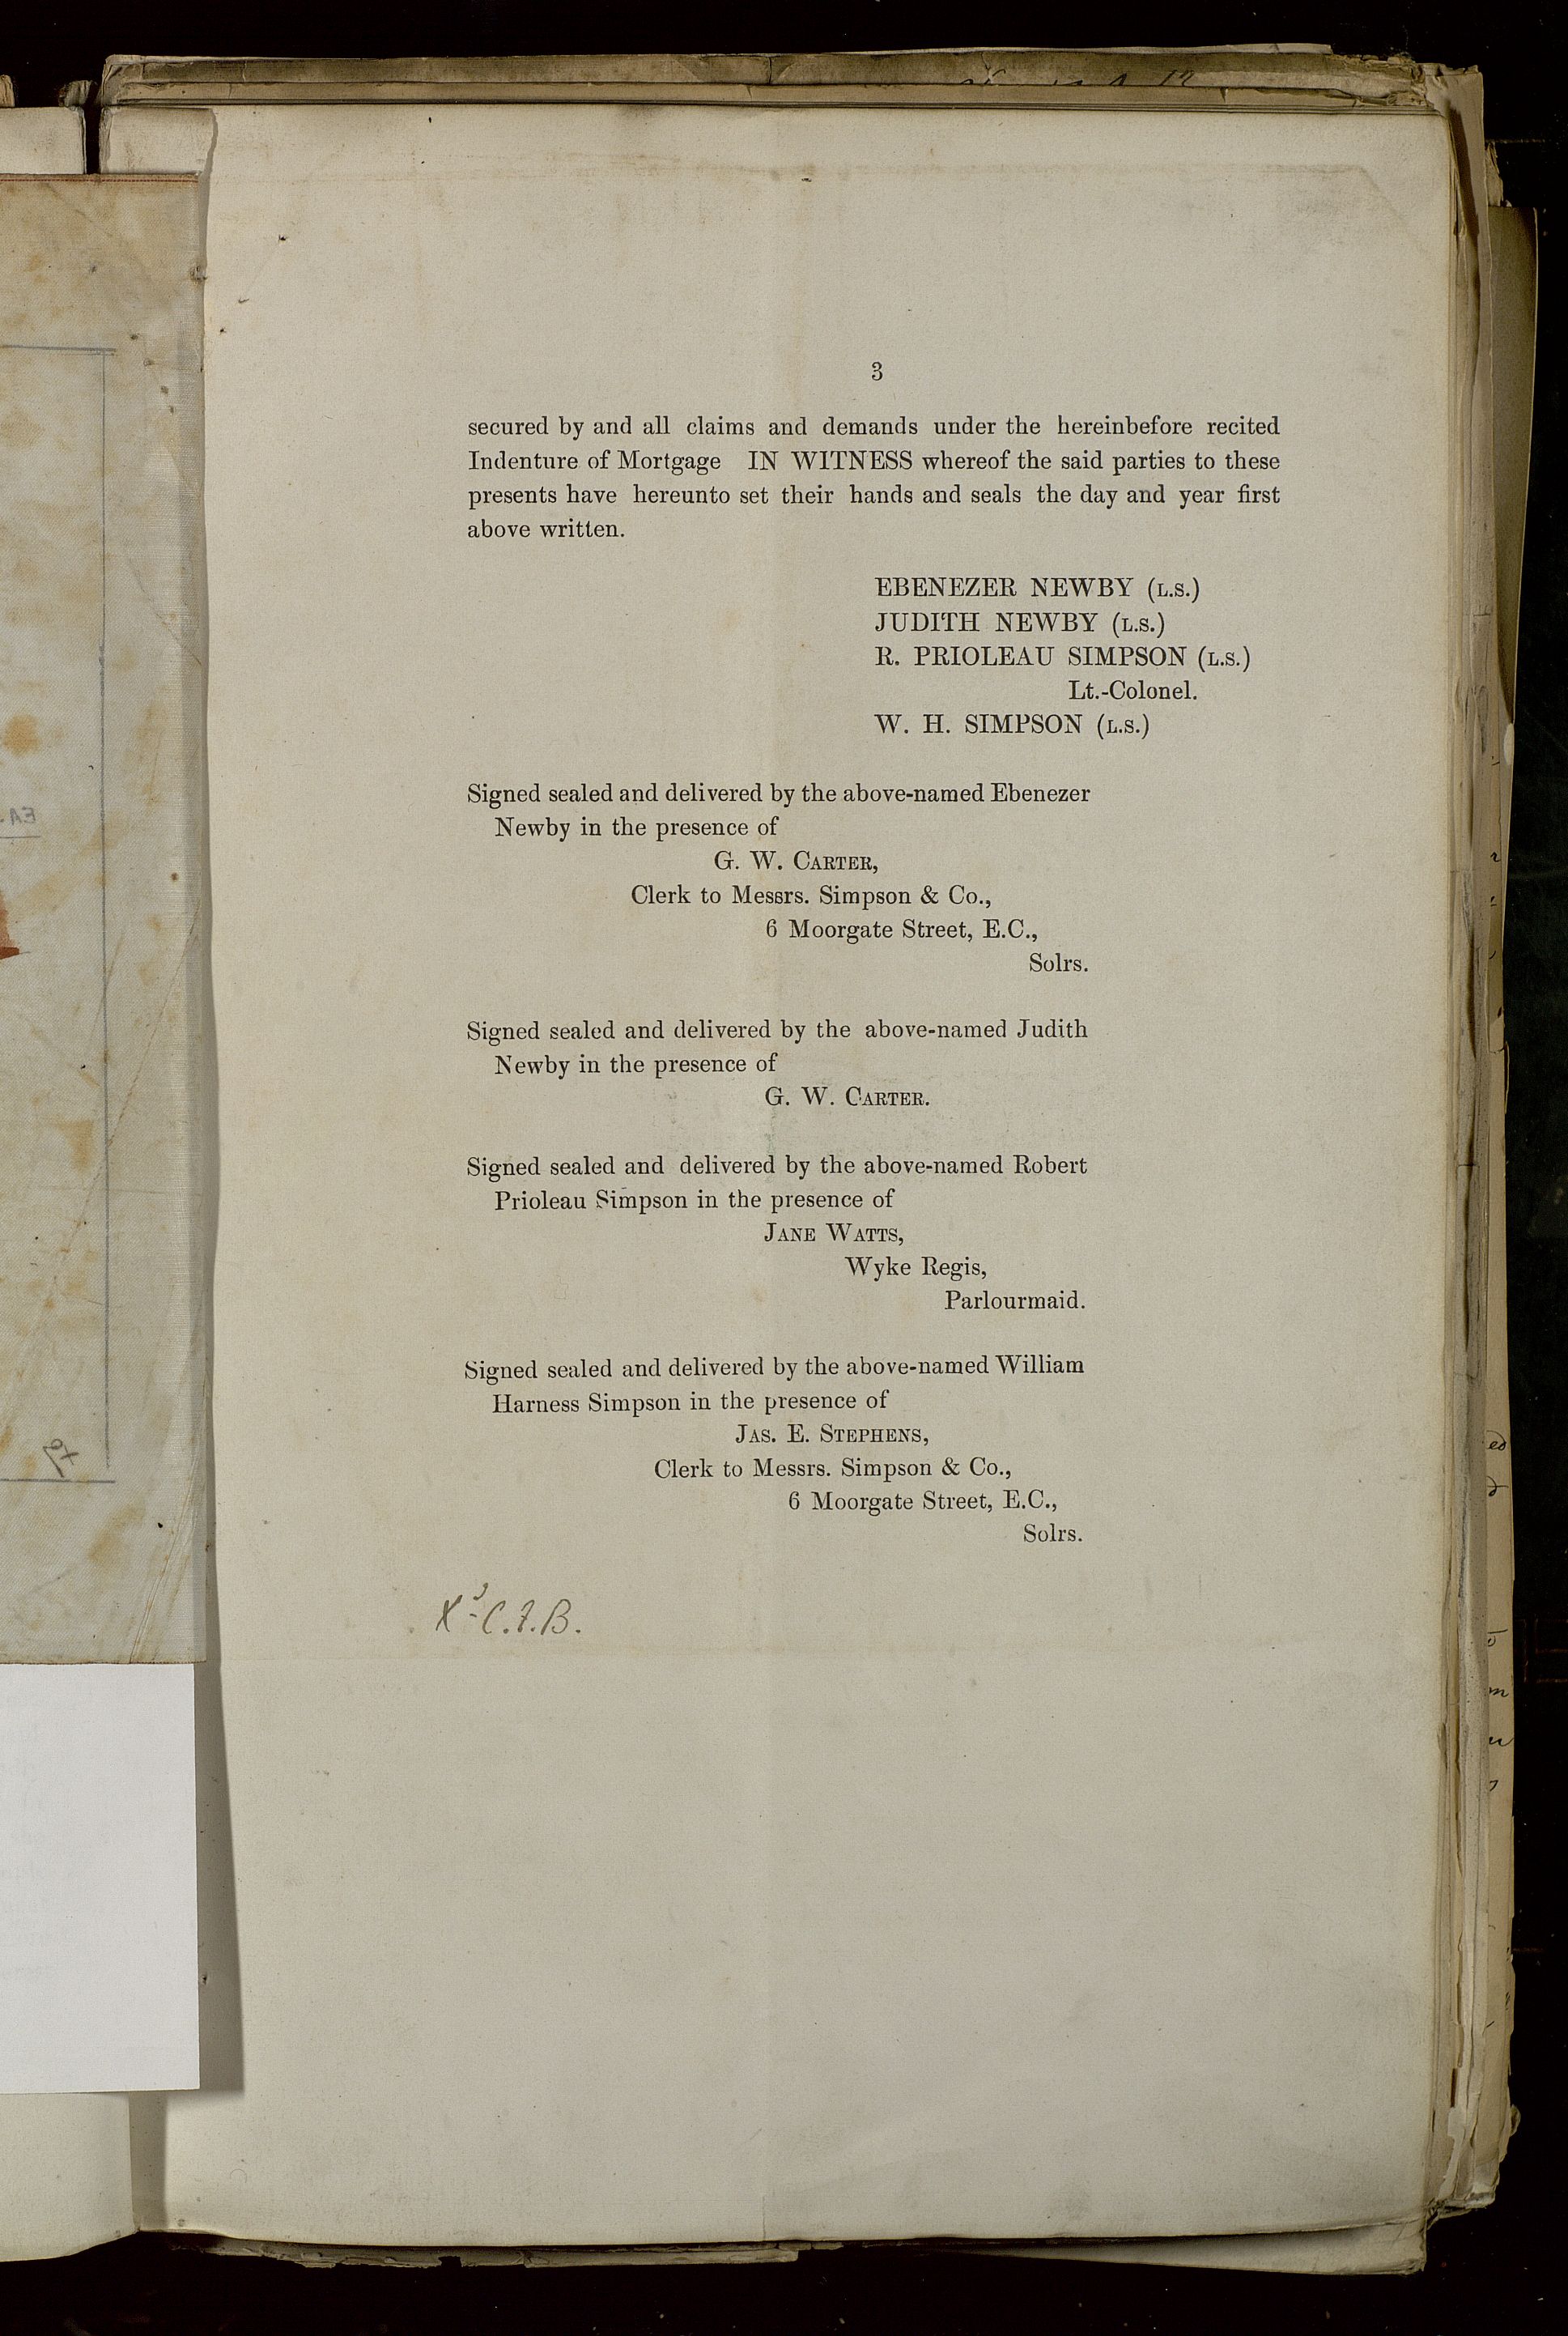 3
secured by and all claims and demands under the hereinbefore recited
Indenture of Mortgage IN WITNESS whereof the said parties to these
presents have hereunto set their hands and seals the day and year first
above written.
EBENEZER NEWBY (L.S.)
JUDITH NEWBY (L.S.)
R. PRIOLEAU SIMPSON (L.S.)
Lt.-Colonel.
W. H. SIMPSON (L.S.)
Signed sealed and delivered by the above-named Ebenezer
Newby in the presence of
G. W. CARTER,
Clerk to Messrs. Simpson & Co.,
6 Moorgate Street, E.C.,
Solrs.
Signed sealed and delivered by the above-named Judith
Newby in the presence of
G. W. CARTER.
Signed sealed and delivered by the above-named Robert
Prioleau Simpson in the presence of
JANE WATTS,
Wyke Regis,
Parlourmaid.
Signed sealed and delivered by the above-named William
Harness Simpson in the presence of
JAS. E. STEPHENS,
Clerk to Messrs. Simpson & Co.,
6 Moorgate Street, E.C.,
Solrs.